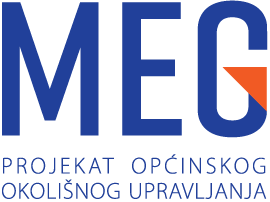 MEG
PROJEKAT OPĆINSKOG
OKOLIŠNOG UPRAVLJANJA